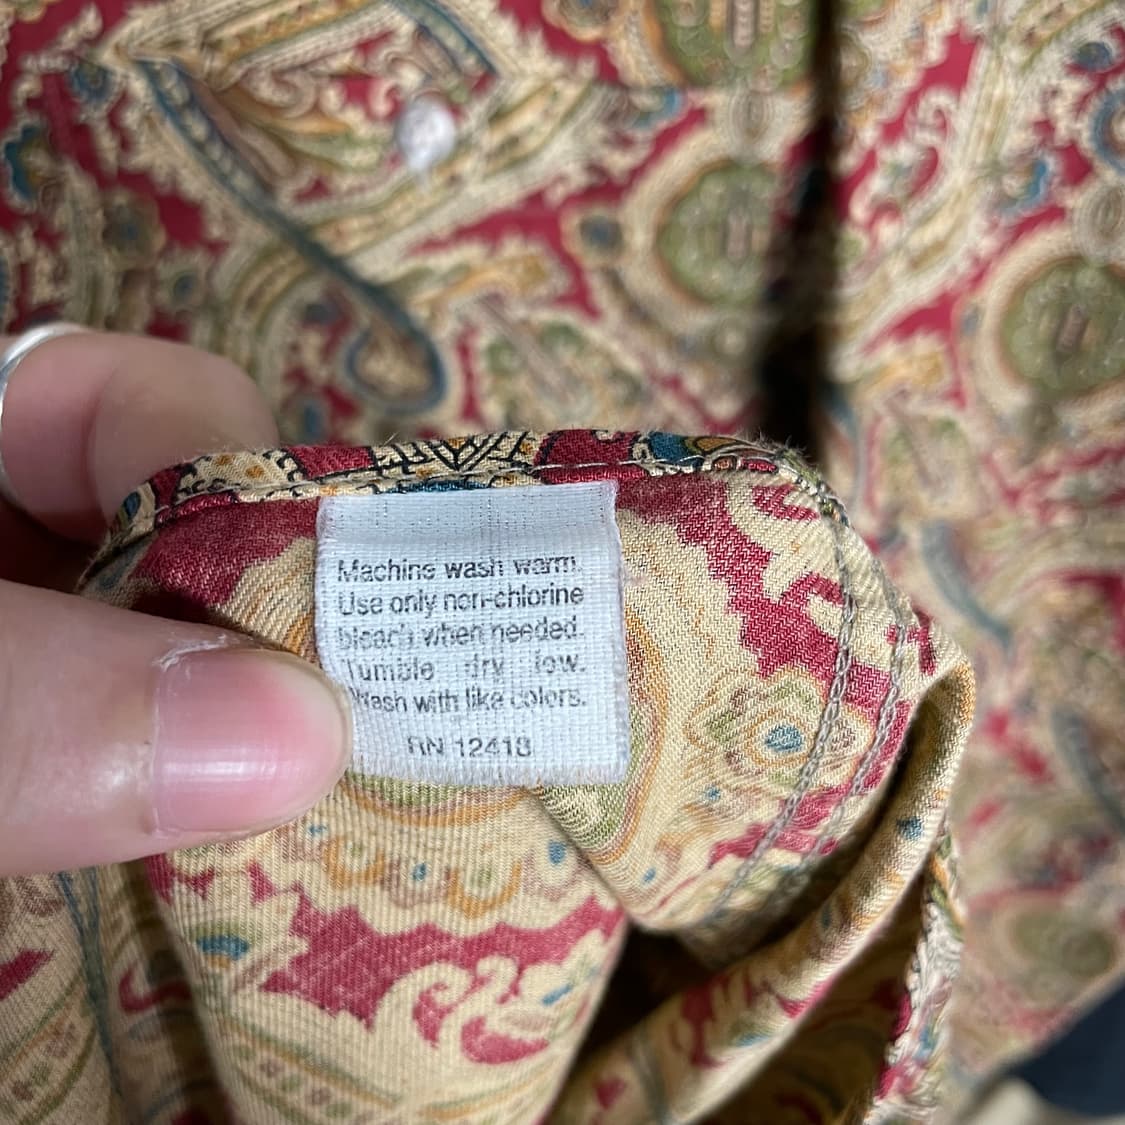 Machine wash warm.
Use only non-chlorine
bleach when needed.
Tumble dry low.
Wash with like colors.
RN 12418